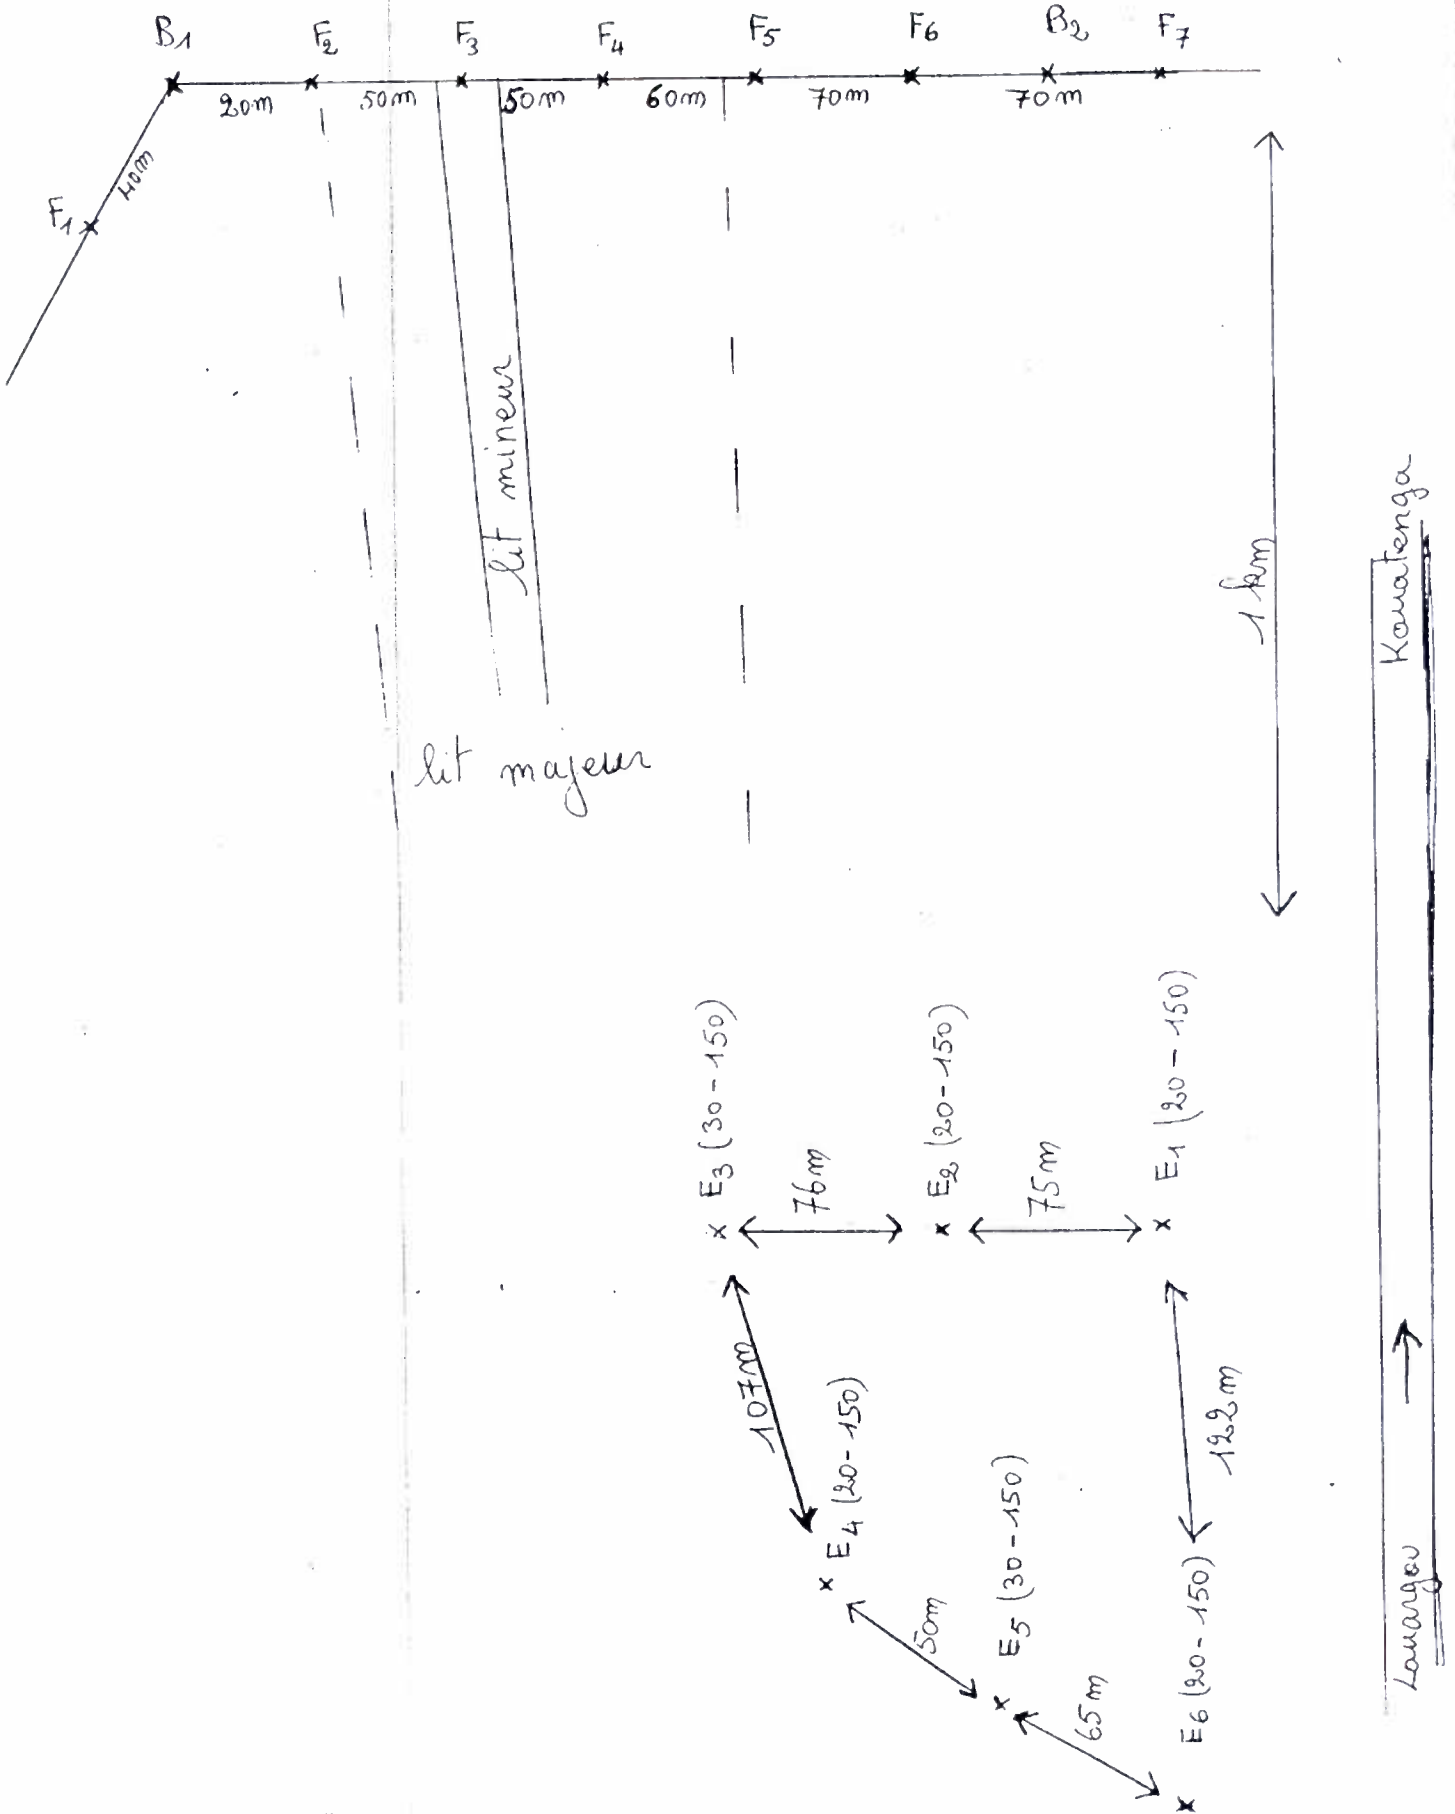 B1 F2 F3 F4 F5 F6 B2 F7
20m 50m 50m 60m 70m 70m
40m
F1
lit mineur
lit majeur
1 km
Kouatenga
Louargou
E3 (30-150)
E2 (20-150)
E1 (20-150)
76m
75m
107m
122m
E4 (20-150)
E5 (30-150)
E6 (20-150)
50m
65m